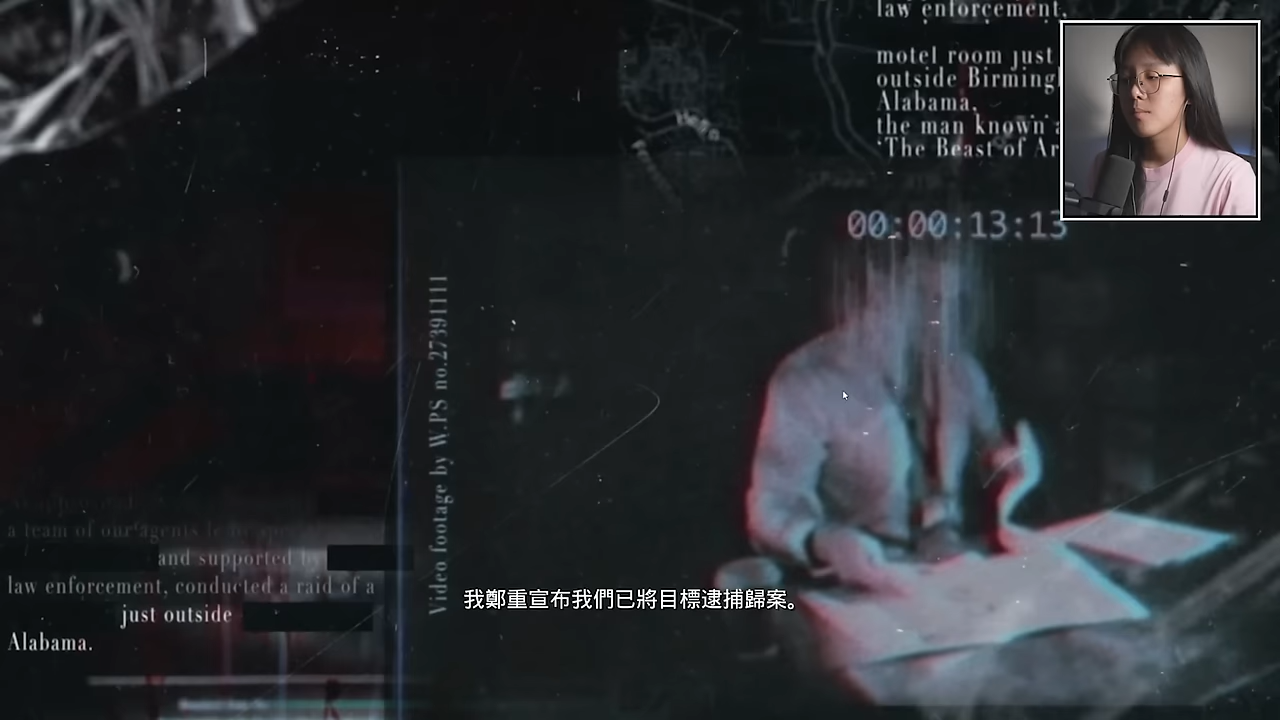 law enforcement,
motel room just
outside Birmingh
Alabama,
the man known a
‘The Beast of Ar
00:00:13:13
Video footage by W.PS no.27391111
a team of our agents
and supported by
law enforcement, conducted a raid of a
just outside
Alabama.
我鄭重宣布我們已將目標逮捕歸案。